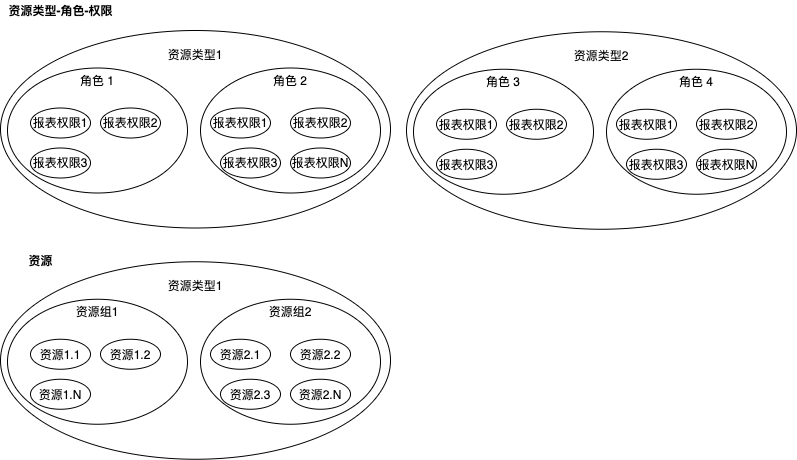 资源类型-角色-权限
资源类型1
角色 1
角色 2
报表权限1 报表权限2
报表权限3
报表权限1 报表权限2
报表权限3 报表权限N
资源类型2
角色 3
角色 4
报表权限1 报表权限2
报表权限3
报表权限1 报表权限2
报表权限3 报表权限N
资源
资源类型1
资源组1
资源组2
资源1.1 资源1.2
资源1.N
资源2.1 资源2.2
资源2.3 资源2.N